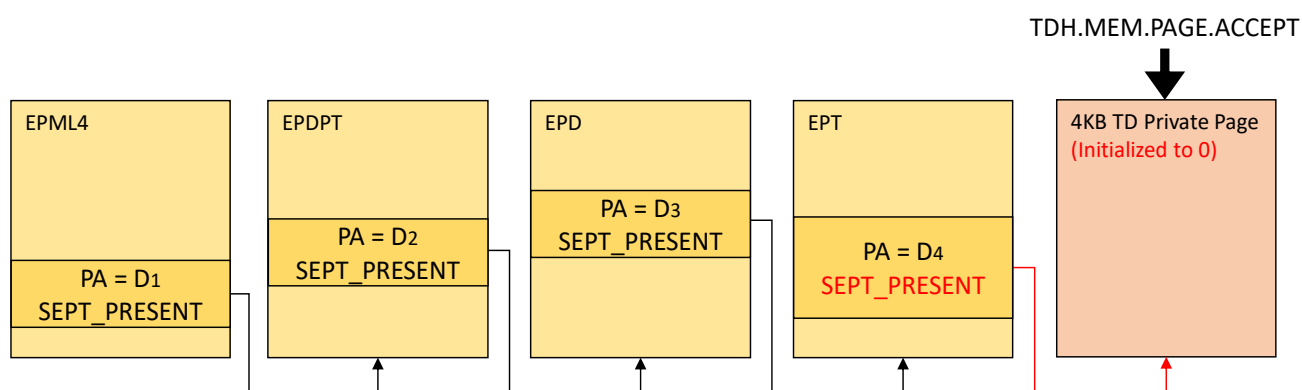 TDH.MEM.PAGE.ACCEPT
EPML4
PA = D1
SEPT_PRESENT
EPDPT
PA = D2
SEPT_PRESENT
EPD
PA = D3
SEPT_PRESENT
EPT
PA = D4
SEPT_PRESENT
4KB TD Private Page
(Initialized to 0)